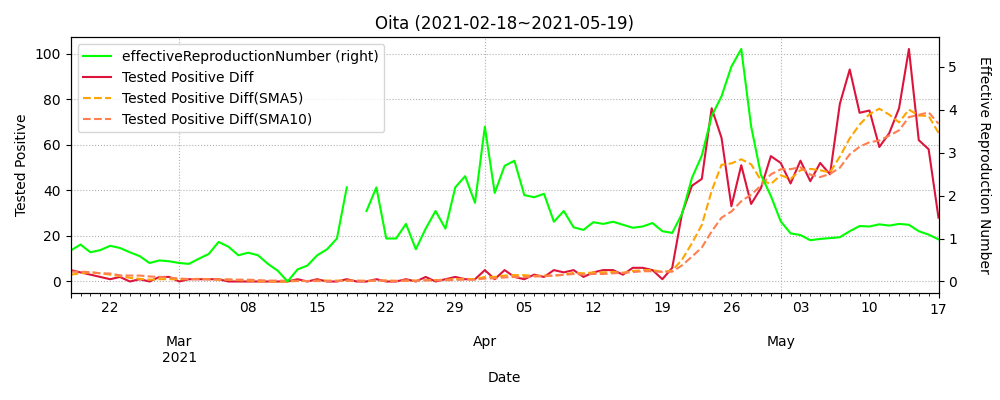 Oita (2021-02-18~2021-05-19)
effectiveReproductionNumber (right)
Tested Positive Diff
Tested Positive Diff(SMA5)
Tested Positive Diff(SMA10)
Tested Positive
100
80
60
40
20
0
Effective Reproduction Number
5
4
3
2
1
0
22 08 15 22 29 05 12 19 26 03 10 17
Mar Apr May
2021
Date